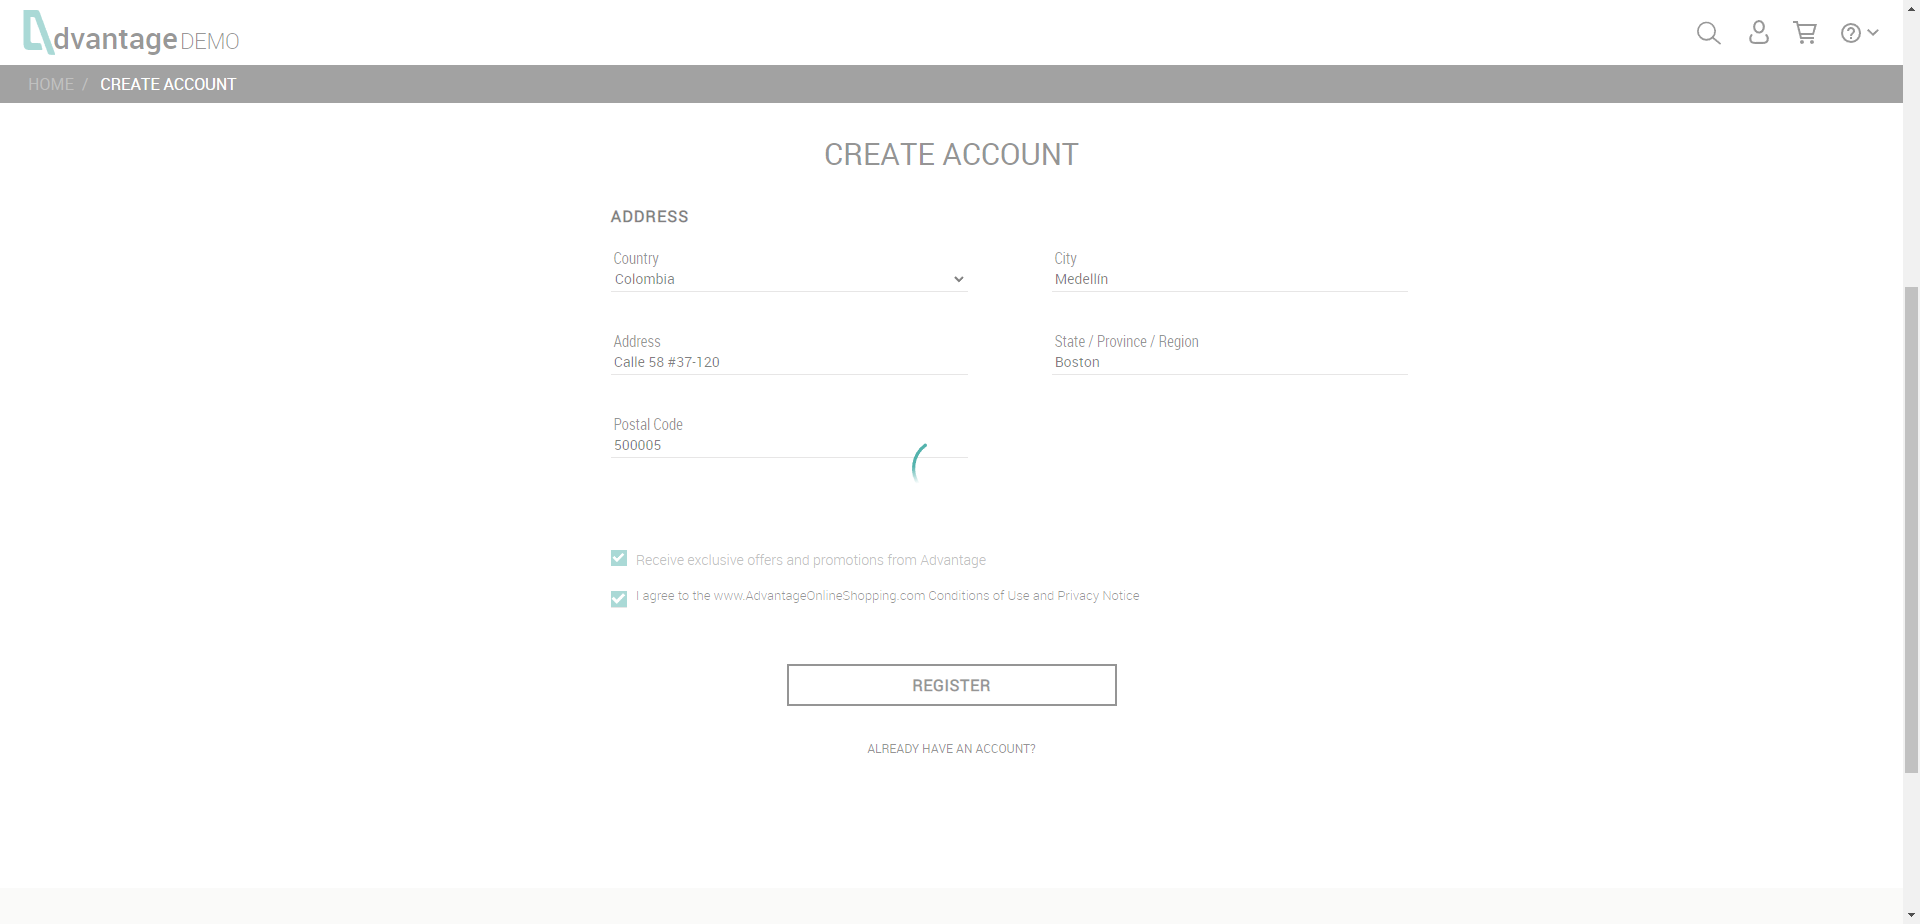 dvantage DEMO
HOME / CREATE ACCOUNT
CREATE ACCOUNT
ADDRESS
Country
Colombia
City
Medellín
Address
Calle 58 #37-120
State / Province / Region
Boston
Postal Code
500005
Receive exclusive offers and promotions from Advantage
I agree to the www.AdvantageOnlineShopping.com Conditions of Use and Privacy Notice
REGISTER
ALREADY HAVE AN ACCOUNT?